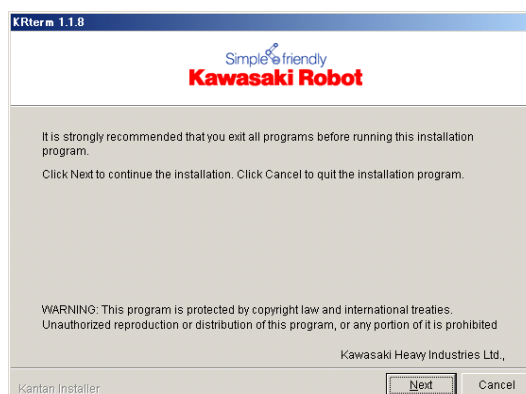 KRterm 1.1.8
Simple & friendly
Kawasaki Robot
It is strongly recommended that you exit all programs before running this installation
program.
Click Next to continue the installation. Click Cancel to quit the installation program.
WARNING: This program is protected by copyright law and international treaties.
Unauthorized reproduction or distribution of this program, or any portion of it is prohibited
Kawasaki Heavy Industries Ltd.,
Kantan Installer
Next
Cancel